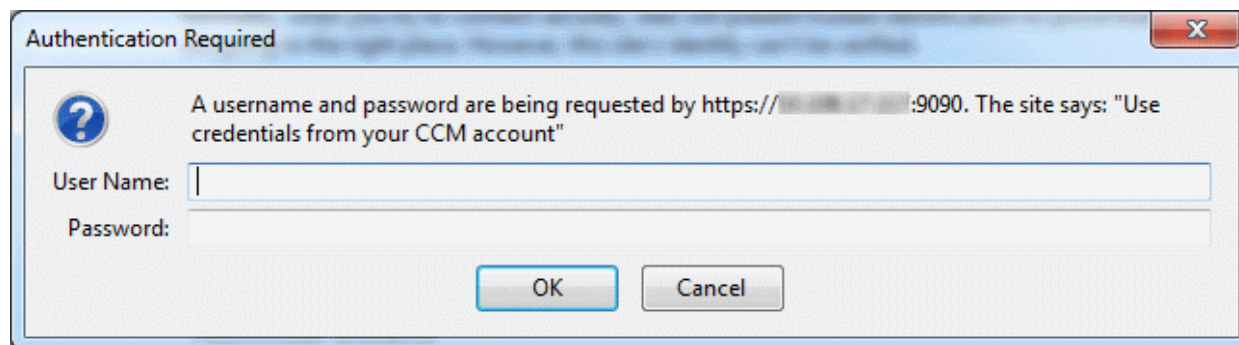 Authentication Required
A username and password are being requested by https:// :9090. The site says: "Use
credentials from your CCM account"
User Name:
Password:
OK
Cancel